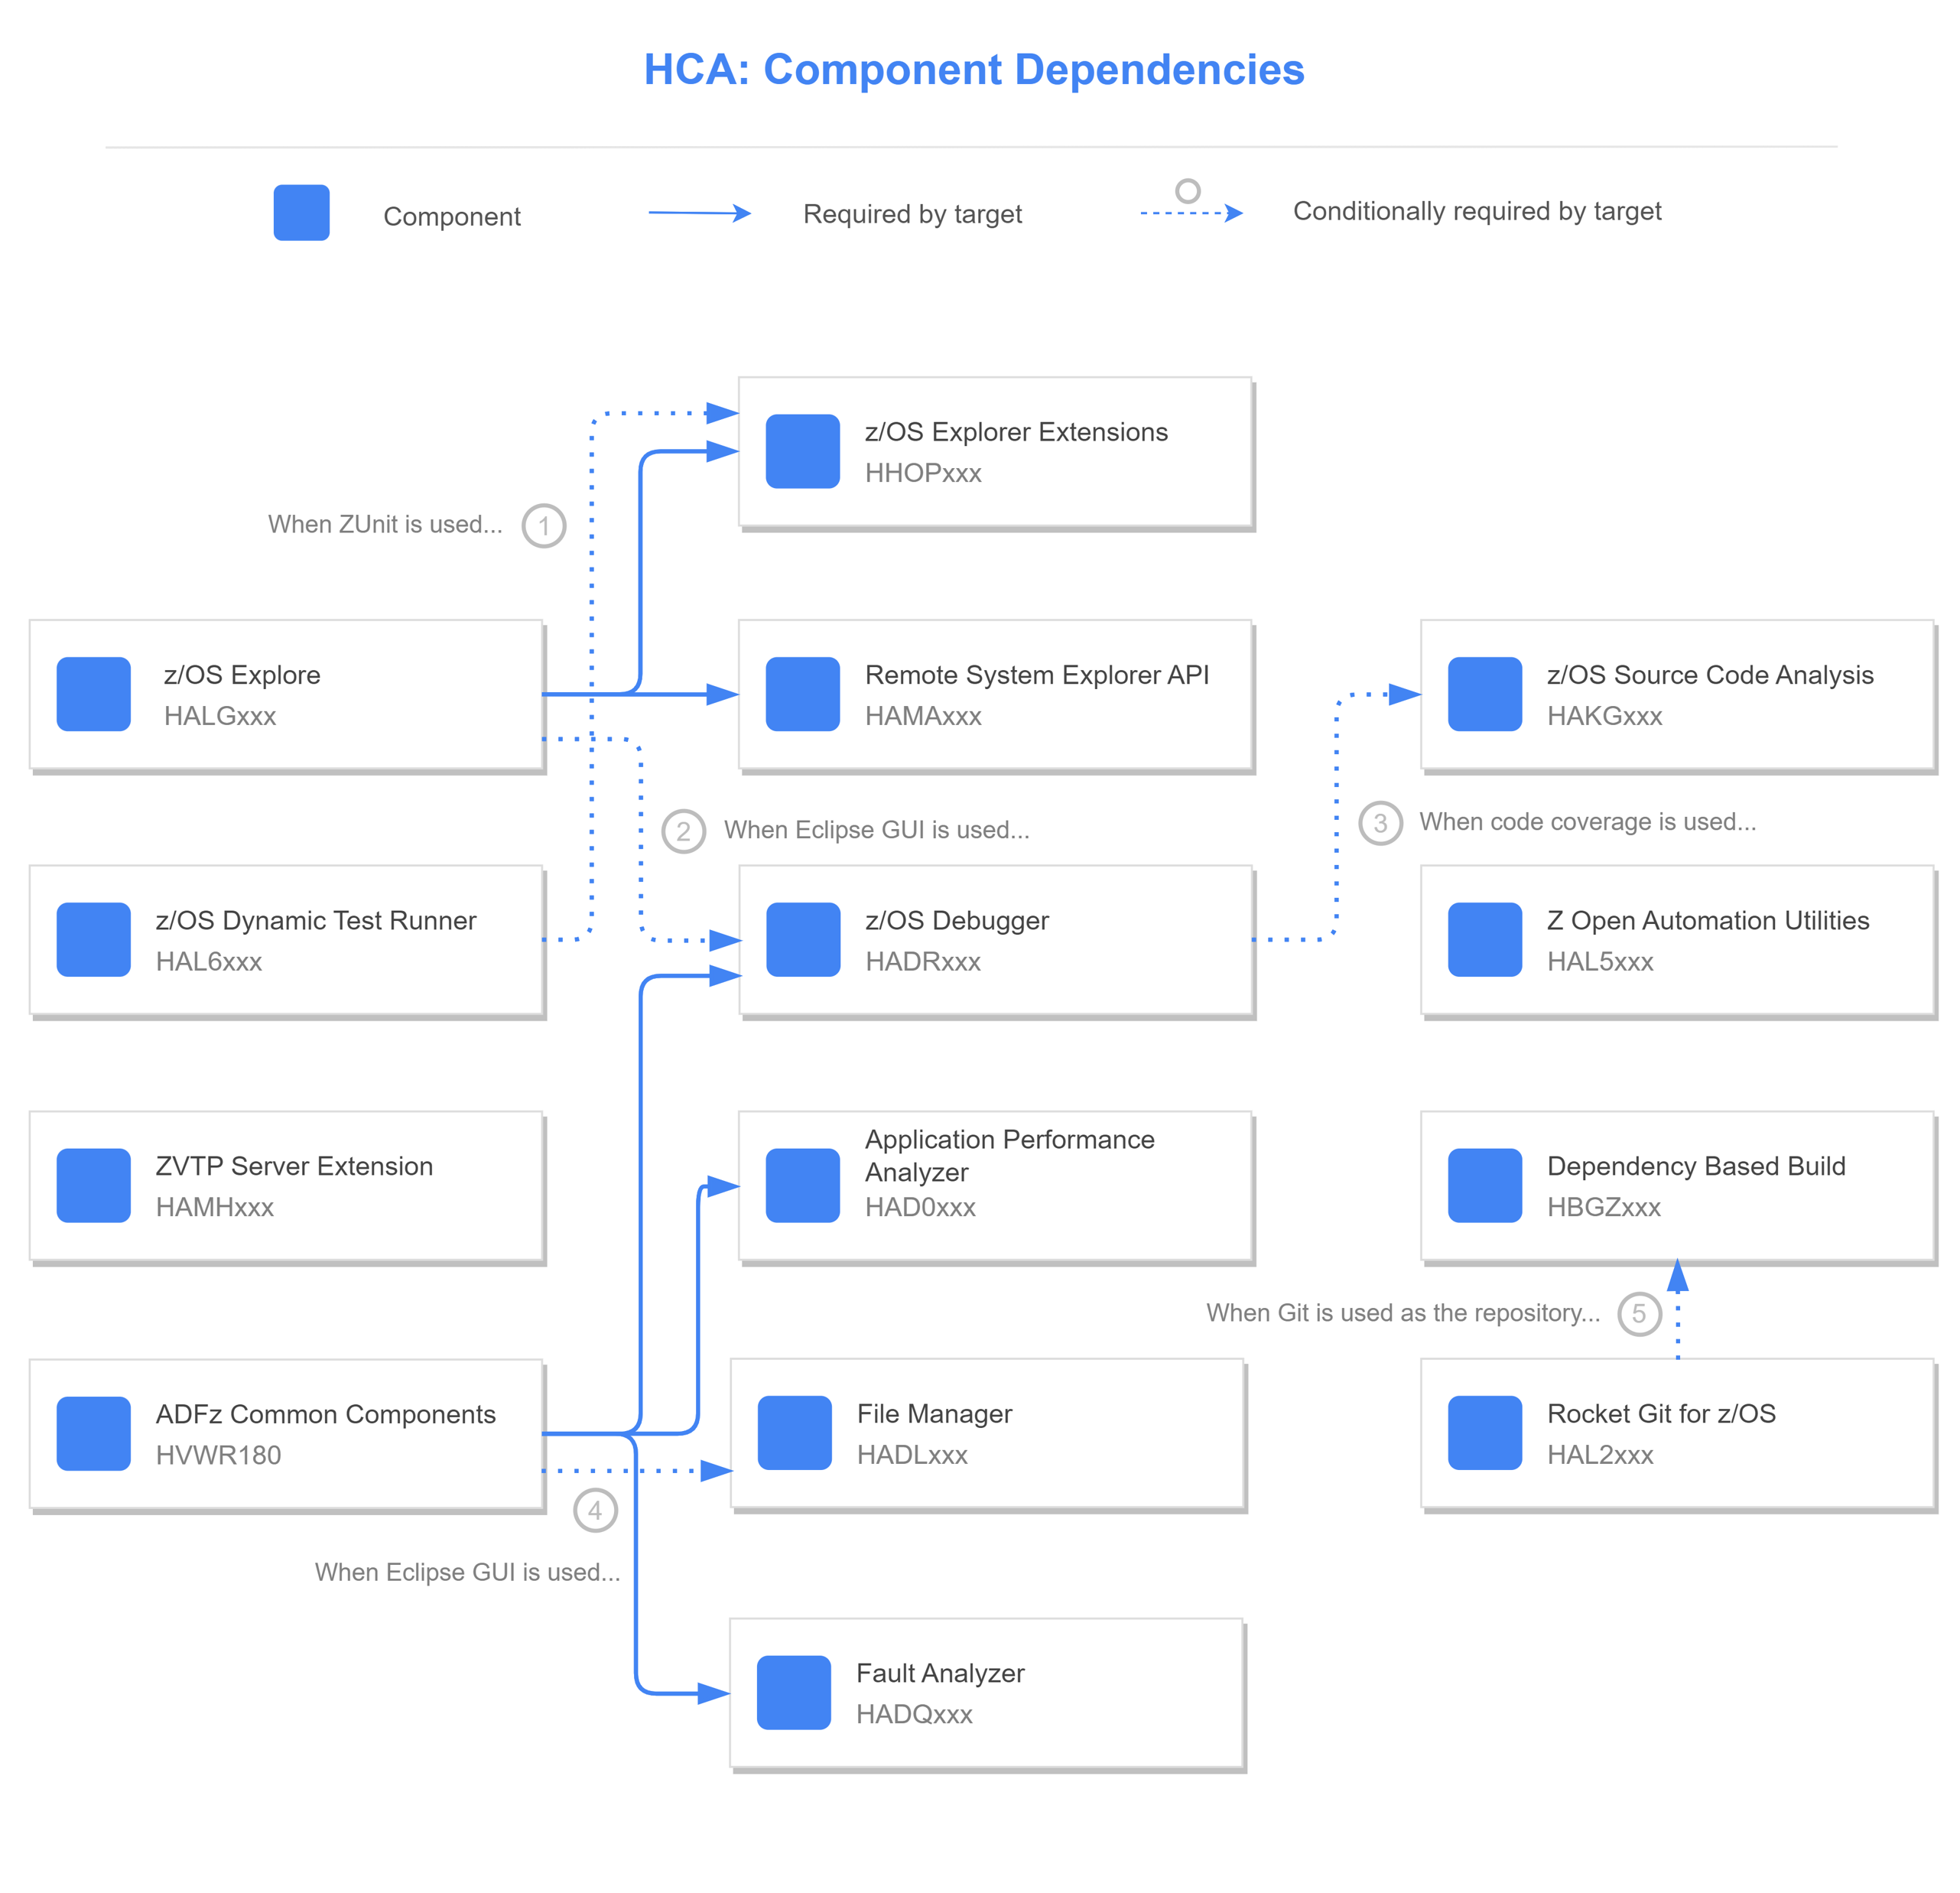 HCA: Component Dependencies
Component
Required by target
Conditionally required by target
z/OS Explorer Extensions
HHOPxxx
When ZUnit is used...
1
z/OS Explore
HALGxxx
Remote System Explorer API
HAMAxxx
z/OS Source Code Analysis
HAKGxxx
2
When Eclipse GUI is used...
3
When code coverage is used...
z/OS Dynamic Test Runner
HAL6xxx
z/OS Debugger
HADRxxx
Z Open Automation Utilities
HAL5xxx
ZVTP Server Extension
HAMHxxx
Application Performance
Analyzer
HAD0xxx
Dependency Based Build
HBGZxxx
When Git is used as the repository...
5
ADFz Common Components
HVWR180
File Manager
HADLxxx
Rocket Git for z/OS
HAL2xxx
4
When Eclipse GUI is used...
Fault Analyzer
HADQxxx